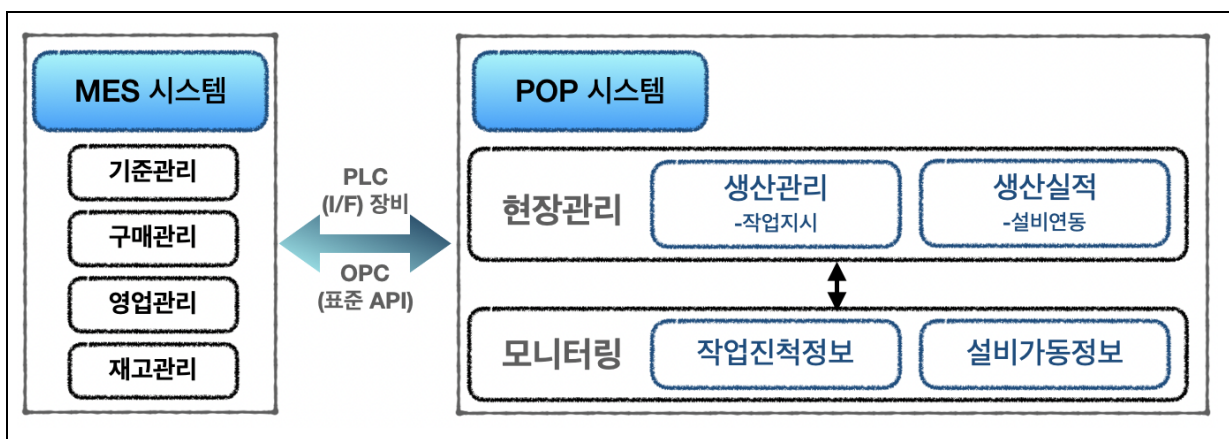 MES 시스템
기준관리
구매관리
영업관리
재고관리
PLC
(I/F) 장비
OPC
(표준 API)
POP 시스템
현장관리
생산관리
-작업지시
생산실적
-설비연동
모니터링
작업진척정보
설비가동정보